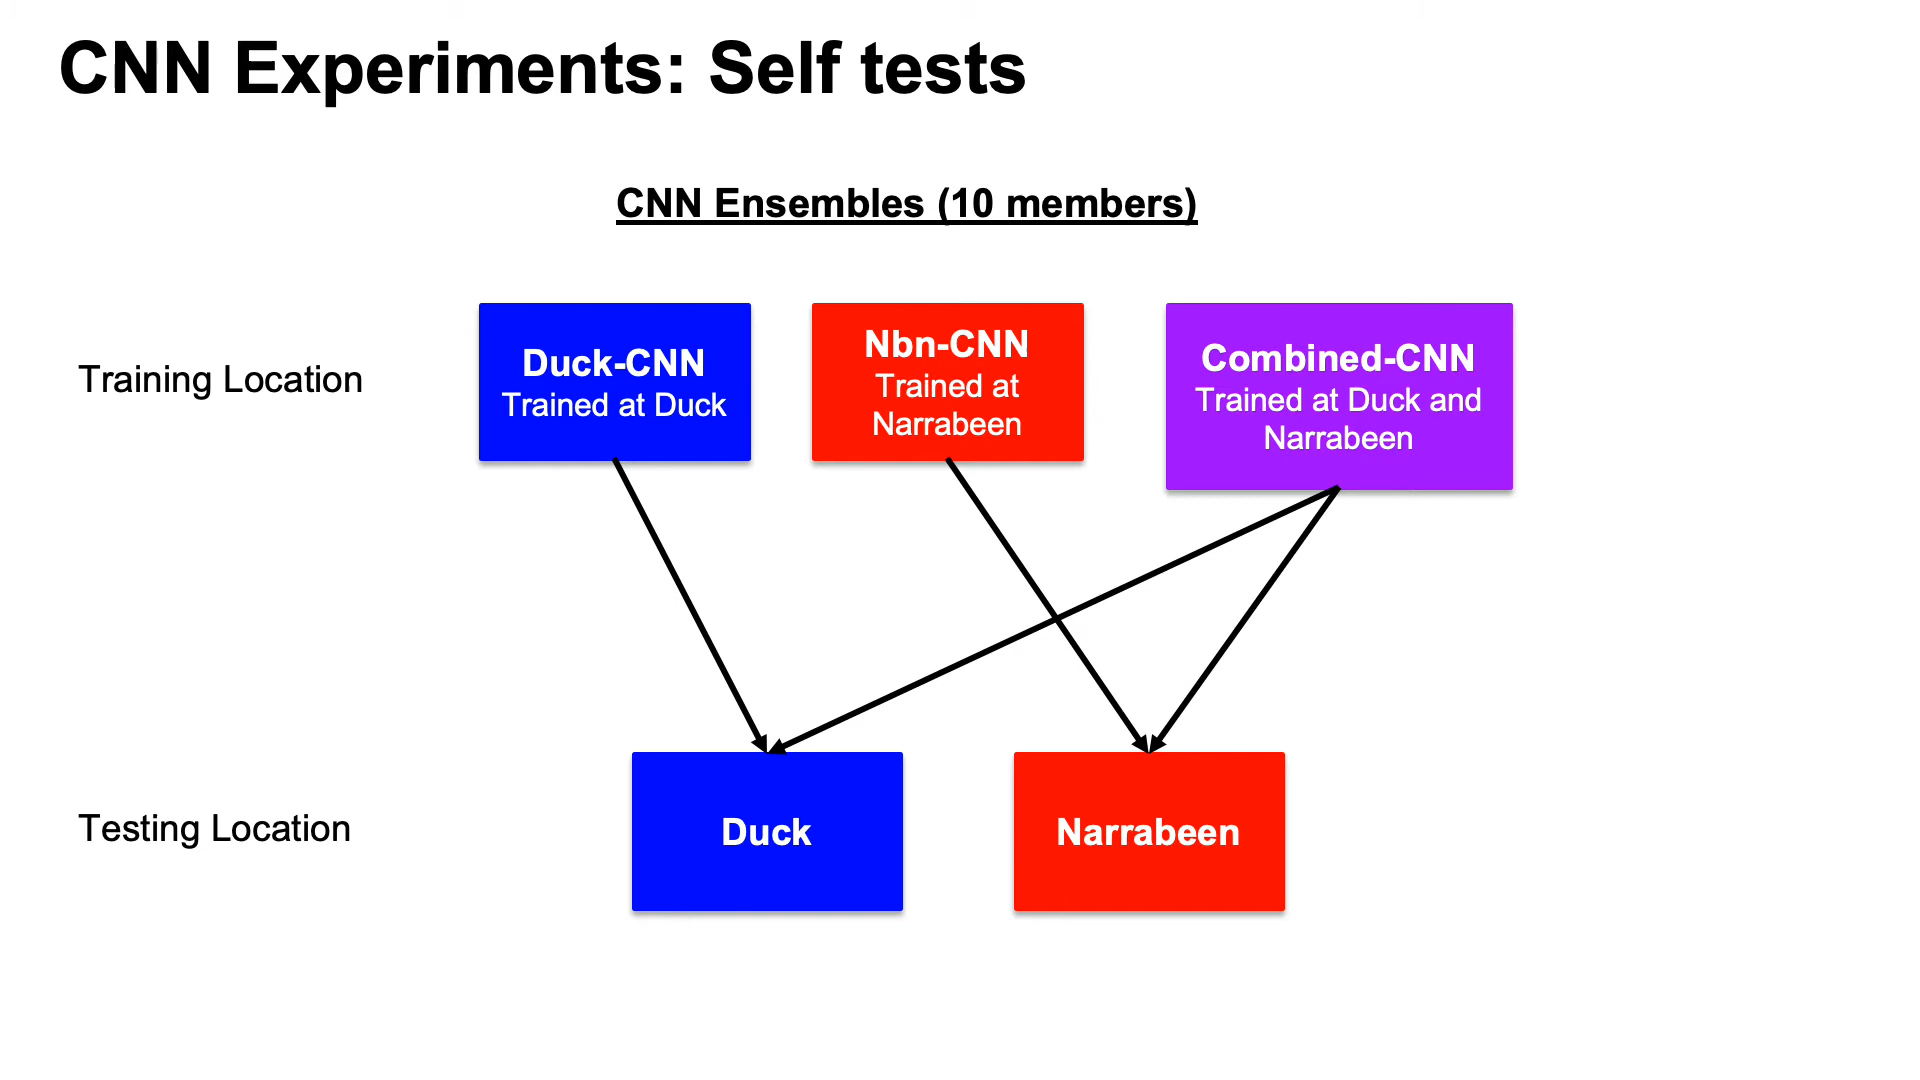 CNN Experiments: Self tests
CNN Ensembles (10 members)
Training Location
Duck-CNN
Trained at Duck
Nbn-CNN
Trained at
Narrabeen
Combined-CNN
Trained at Duck and
Narrabeen
Testing Location
Duck
Narrabeen